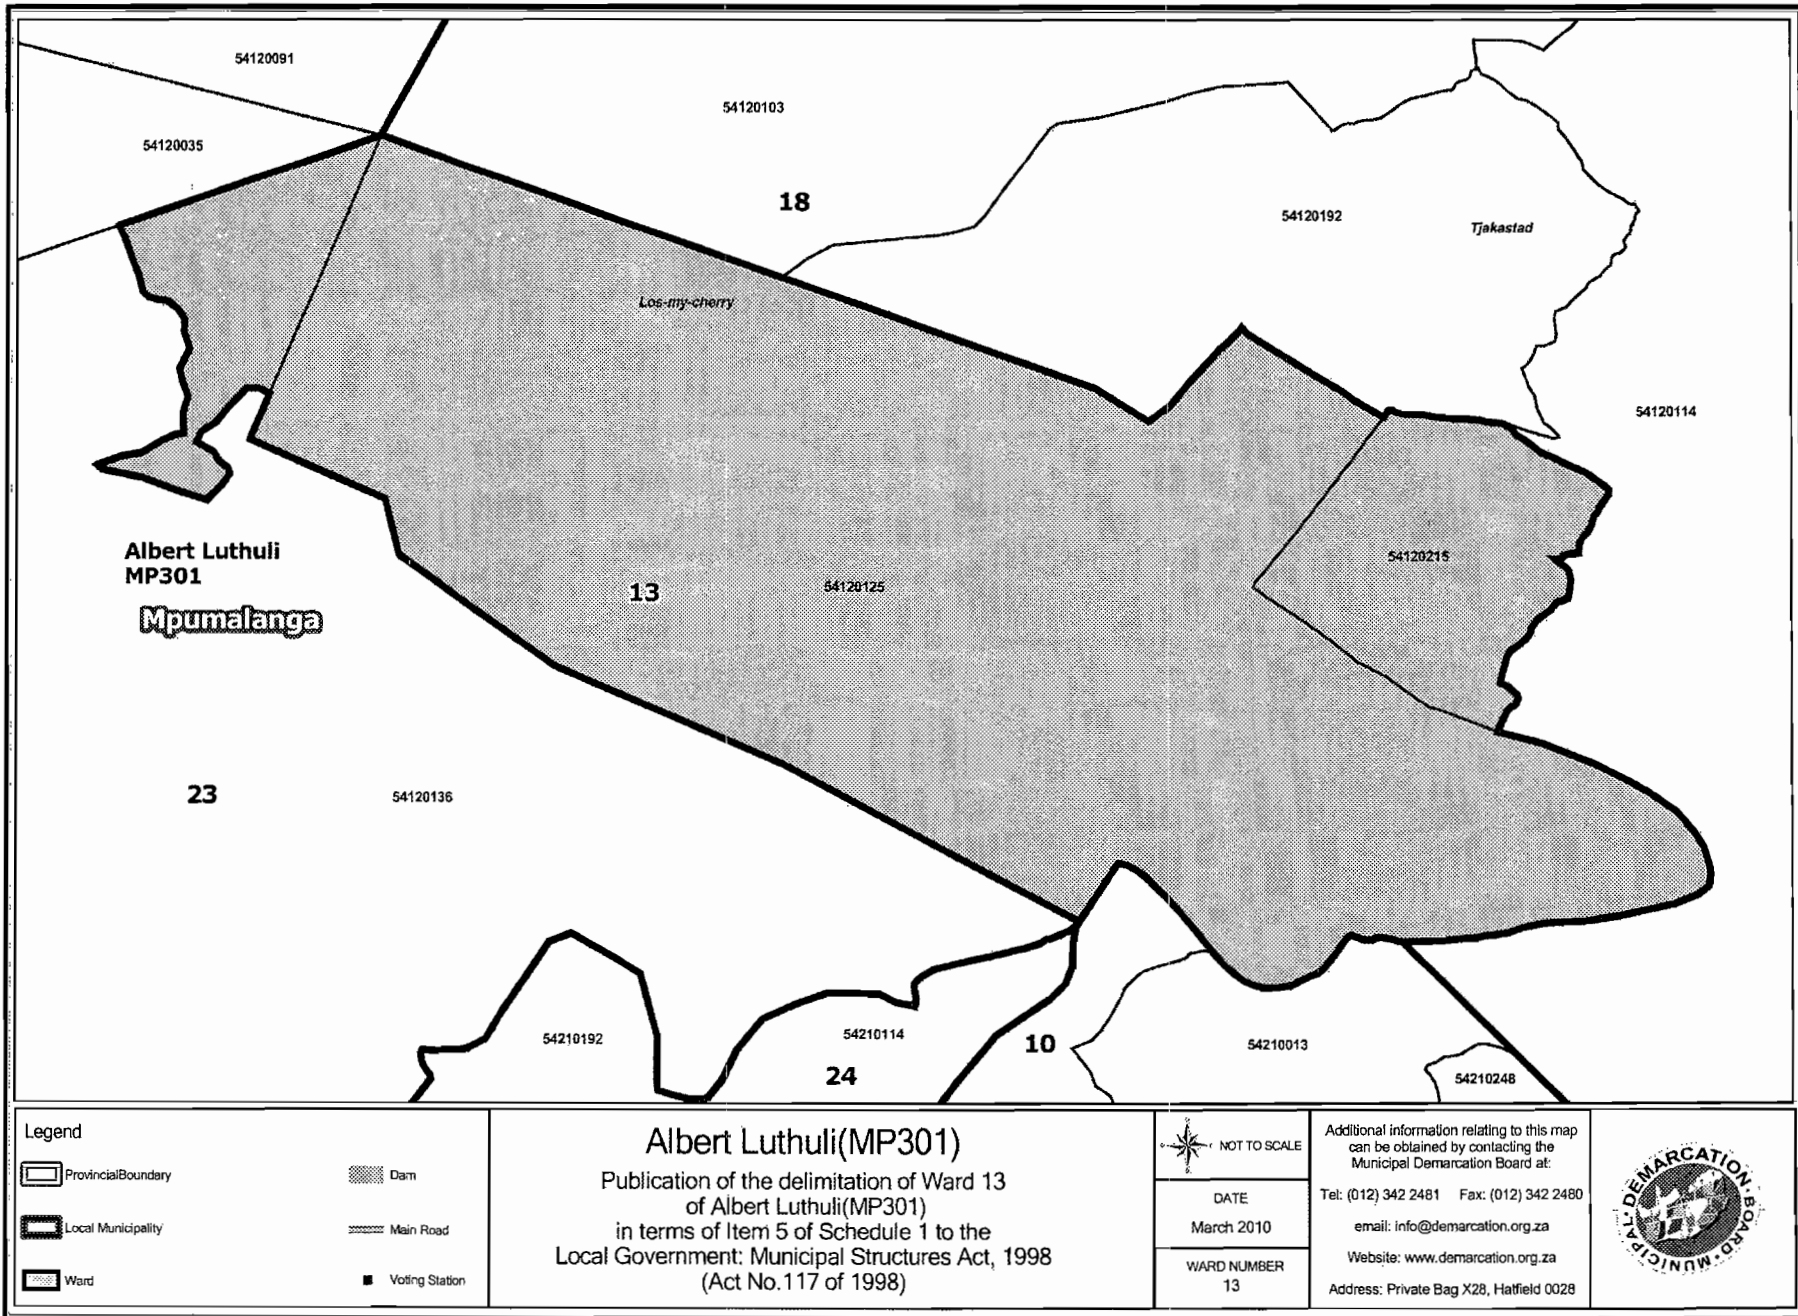 54120091
54120103
54120035
18
54120192
Tjakastad
Los-my-cherry
54120114
Albert Luthuli
MP301
Mpumalanga
13
54120125
54120215
23
54120136
54210192
54210114
24
10
54210013
54210248
Legend
ProvincialBoundary
Dam
Local Municipality
Main Road
Ward
Voting Station
Albert Luthuli(MP301)
Publication of the delimitation of Ward 13
of Albert Luthuli(MP301)
in terms of Item 5 of Schedule 1 to the
Local Government: Municipal Structures Act, 1998
(Act No.117 of 1998)
NOT TO SCALE
DATE
March 2010
WARD NUMBER
13
Additional information relating to this map
can be obtained by contacting the
Municipal Demarcation Board at:
Tel: (012) 342 2481 Fax: (012) 342 2480
email: info@demarcation.org.za
Website: www.demarcation.org.za
Address: Private Bag X28, Hatfield 0028
MUNICIPAL DEMARCATION BOARD